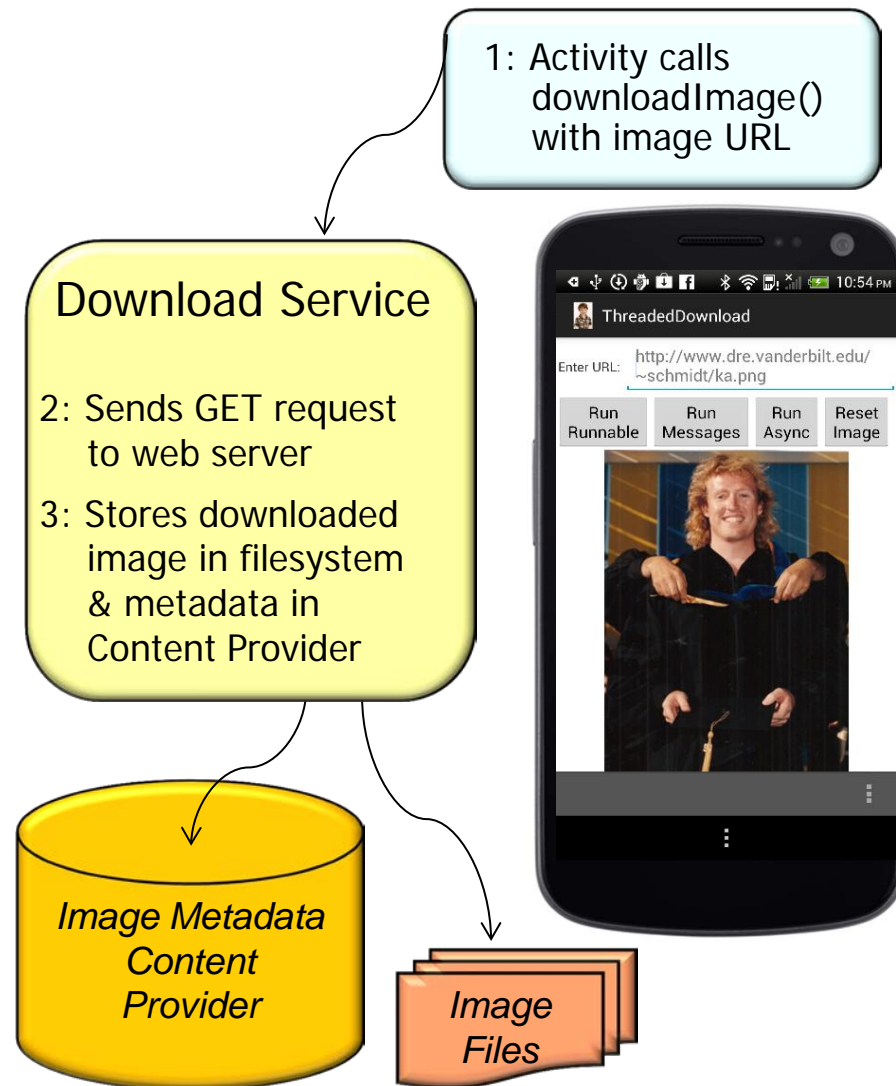 1: Activity calls
downloadImage()
with image URL
Download Service
2: Sends GET request
to web server
3: Stores downloaded
image in filesystem
& metadata in
Content Provider
10:54 PM
ThreadedDownload
Enter URL:
http://www.dre.vanderbilt.edu/
~schmidt/ka.png
Run
Runnable
Run
Messages
Run
Async
Reset
Image
Image Metadata
Content
Provider
Image
Files